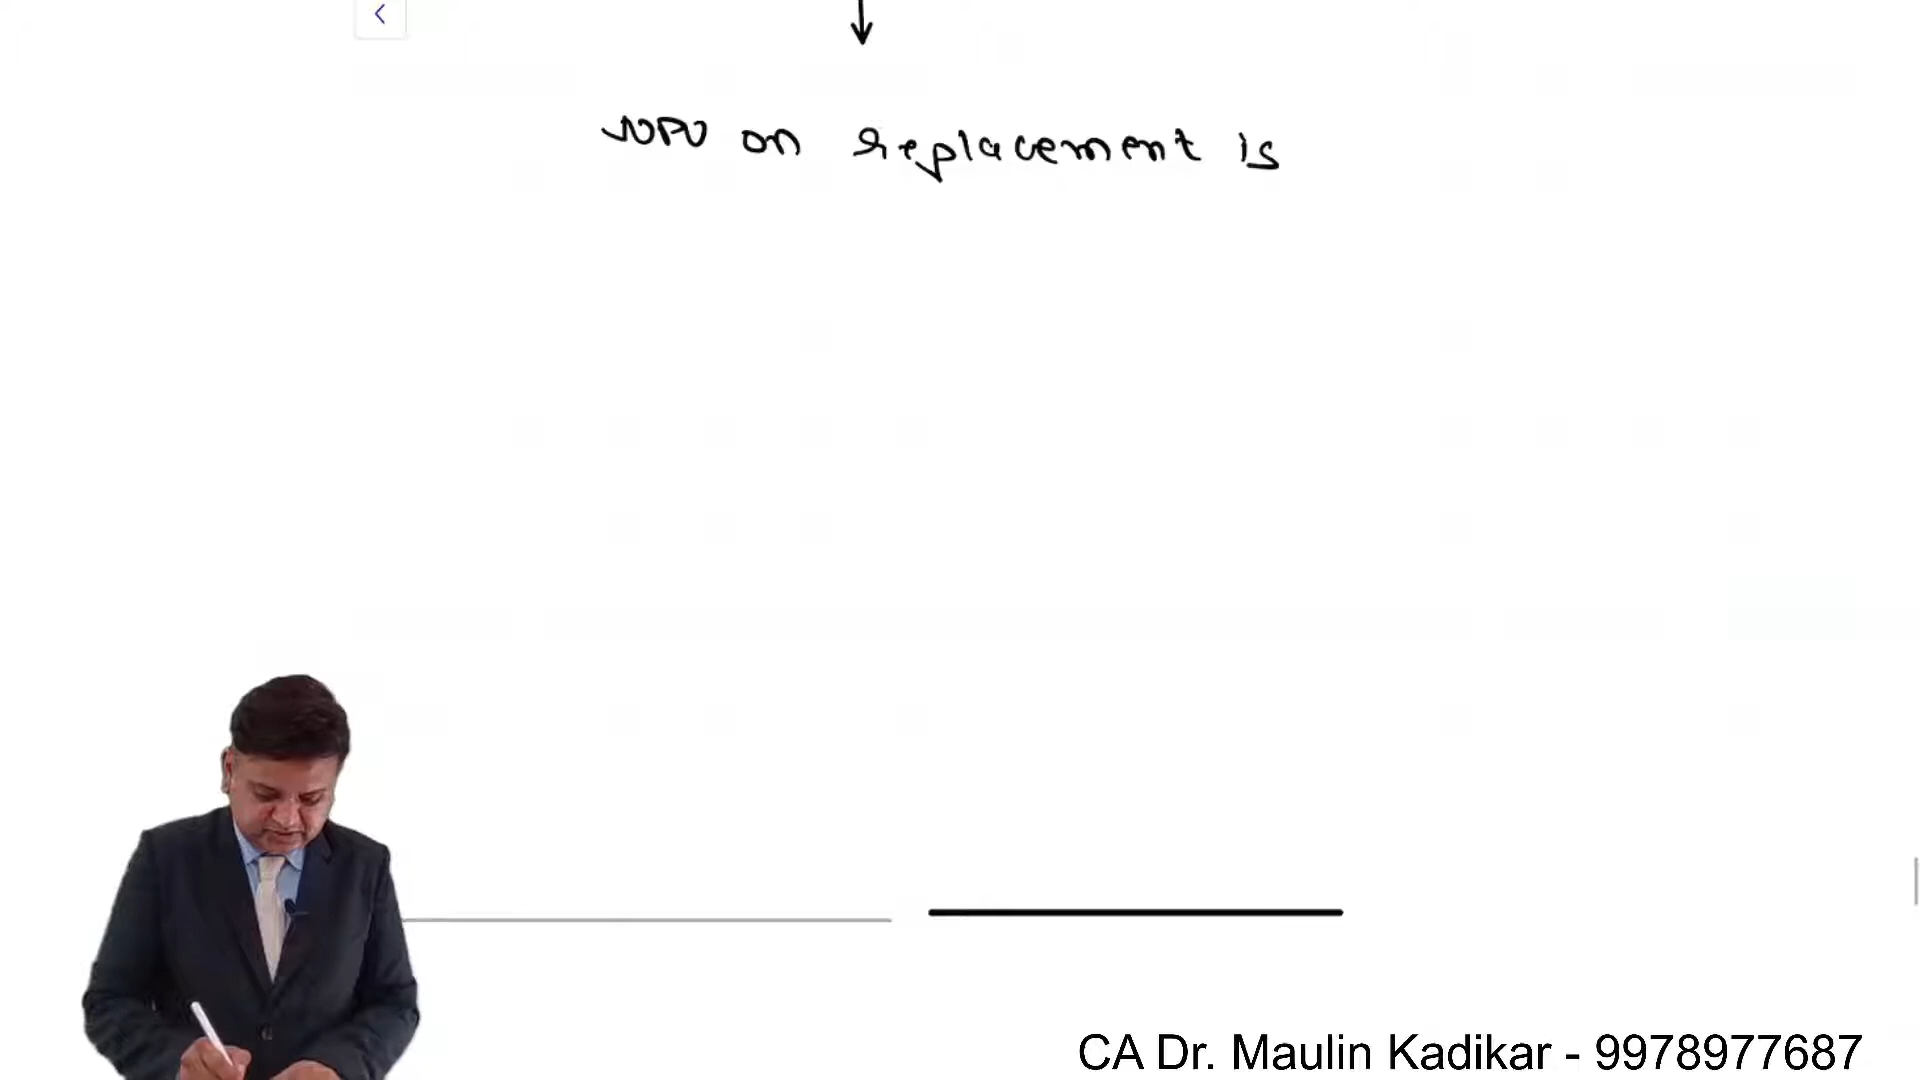 NPV on replacement is
CA Dr. Maulin Kadikar - 9978977687